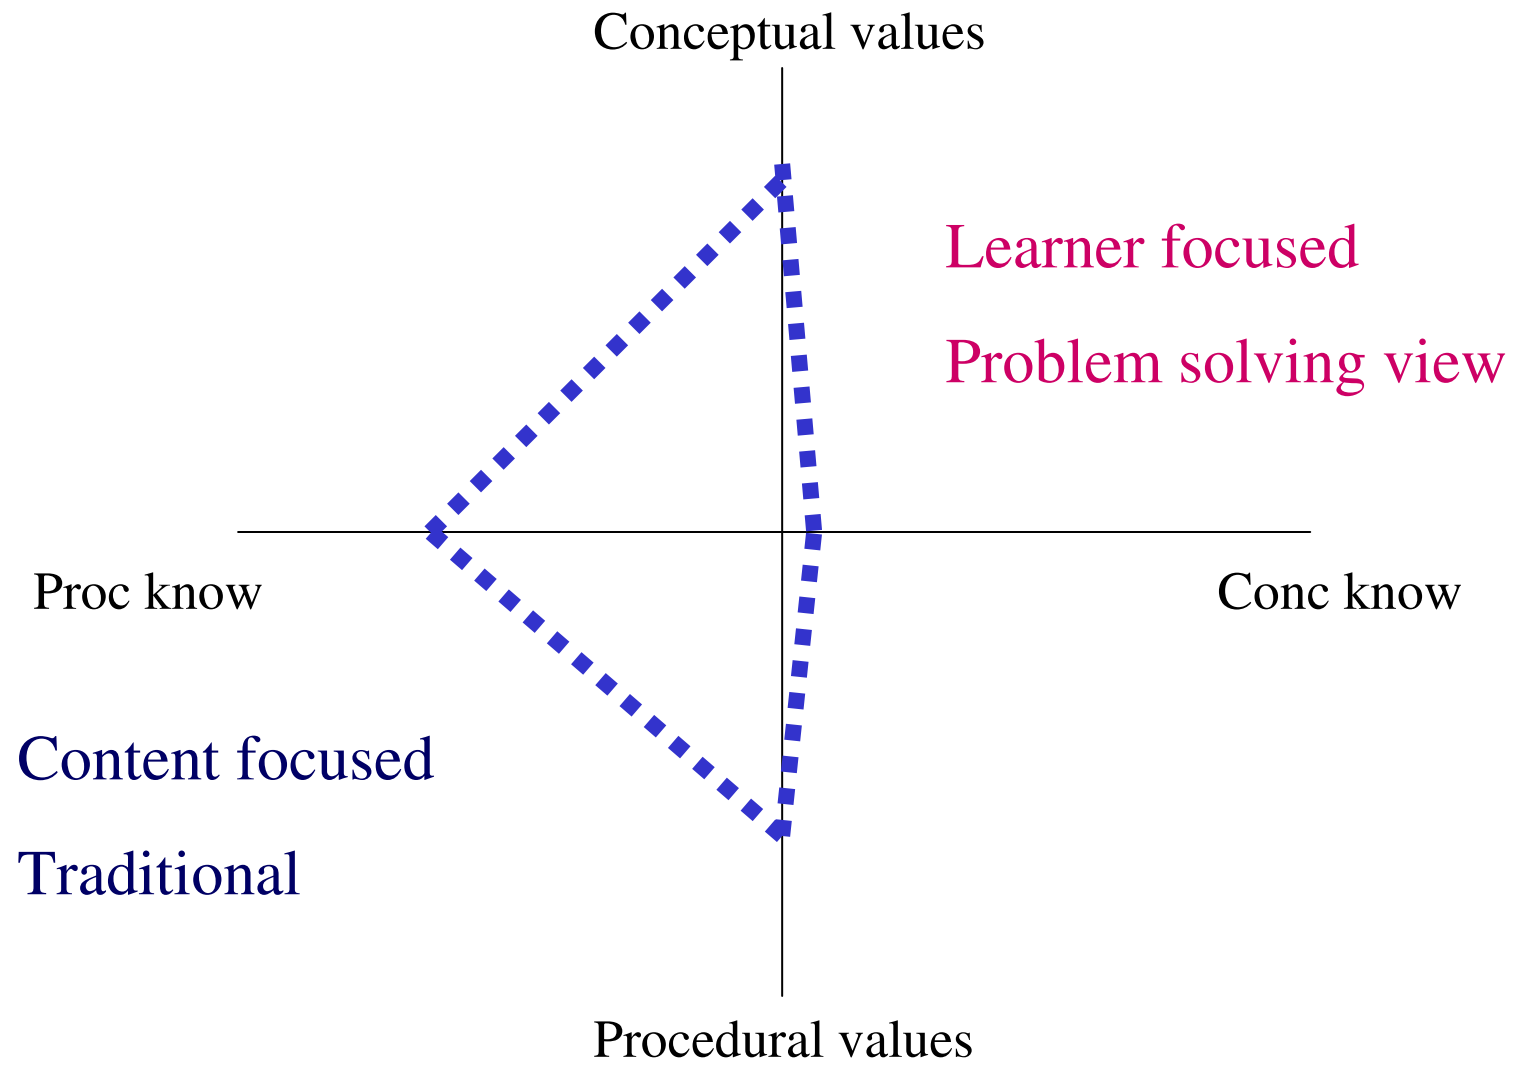 Conceptual values
Learner focused
Problem solving view
Proc know
Conc know
Content focused
Traditional
Procedural values